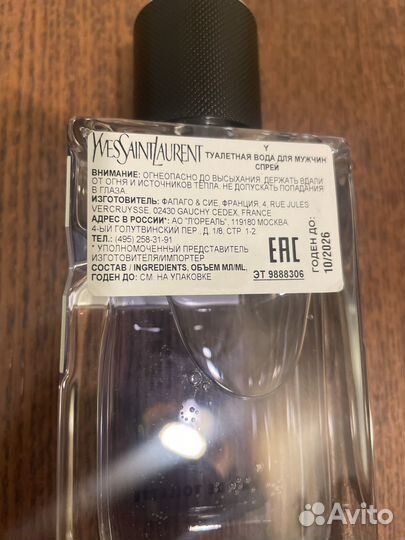 YVESSAINTLAURENT
Y
ТУАЛЕТНАЯ ВОДА ДЛЯ МУЖЧИН
СПРЕЙ
ВНИМАНИЕ: ОГНЕОПАСНО ДО ВЫСЫХАНИЯ. ДЕРЖАТЬ ВДАЛИ
ОТ ОГНЯ И ИСТОЧНИКОВ ТЕПЛА. НЕ ДОПУСКАТЬ ПОПАДАНИЯ
В ГЛАЗА.
ИЗГОТОВИТЕЛЬ: ФАПАГО & СИЕ, ФРАНЦИЯ, 4, RUE JULES
VERCRUYSSE, 02430 GAUCHY CEDEX, FRANCE
АДРЕС В РОССИИ*: АО "ЛОРЕАЛЬ", 119180 МОСКВА,
4-ЫЙ ГОЛУТВИНСКИЙ ПЕР., Д. 1/8, СТР. 1-2
ТЕЛ.: (495) 258-31-91
* УПОЛНОМОЧЕННЫЙ ПРЕДСТАВИТЕЛЬ
ИЗГОТОВИТЕЛЯ/ИМПОРТЕР
СОСТАВ / INGREDIENTS, ОБЪЕМ МЛ/ML,
ГОДЕН ДО: СМ. НА УПАКОВКЕ
EAC
ЭТ 9888306
ГОДЕН ДО:
10/2026
DE TOILETTE
Avito